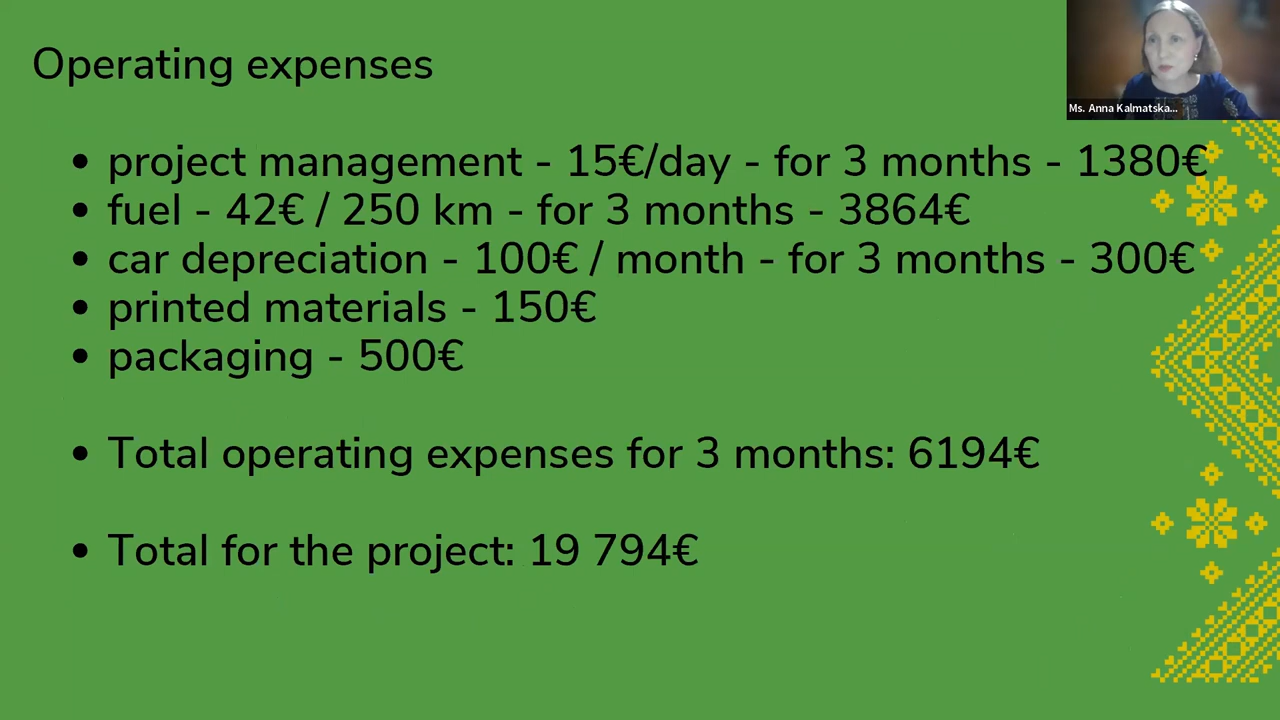 Operating expenses
Ms. Anna Kalmatska...
• project management - 15€/day - for 3 months - 1380€
• fuel - 42€ / 250 km - for 3 months - 3864€
• car depreciation - 100€ / month - for 3 months - 300€
• printed materials - 150€
• packaging - 500€
• Total operating expenses for 3 months: 6194€
• Total for the project: 19 794€